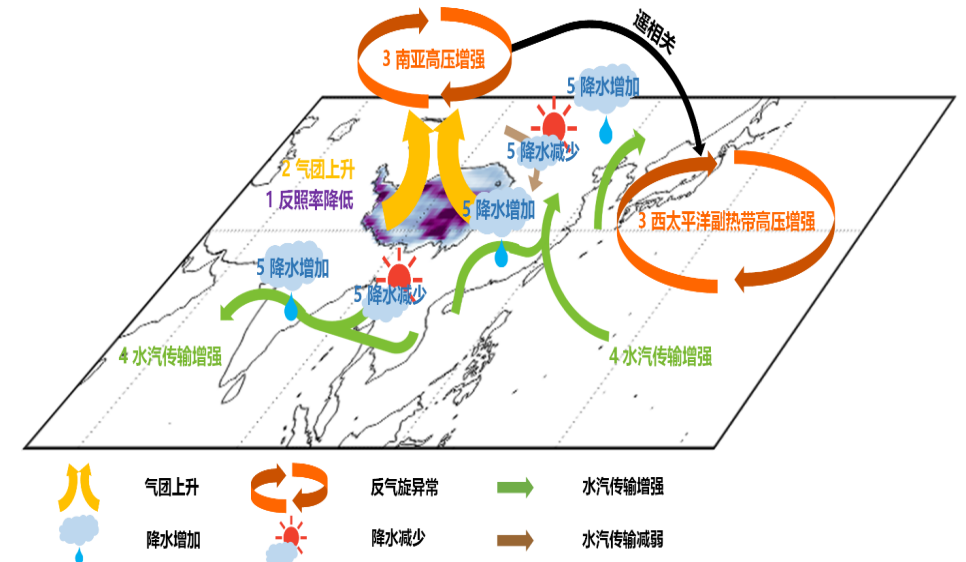 3 南亚高压增强
遥相关
5 降水增加
5 降水减少
2 气团上升
1 反照率降低
5 降水增加
3 西太平洋副热带高压增强
5 降水增加
5 降水减少
4 水汽传输增强
4 水汽传输增强
气团上升
反气旋异常
水汽传输增强
降水增加
降水减少
水汽传输减弱